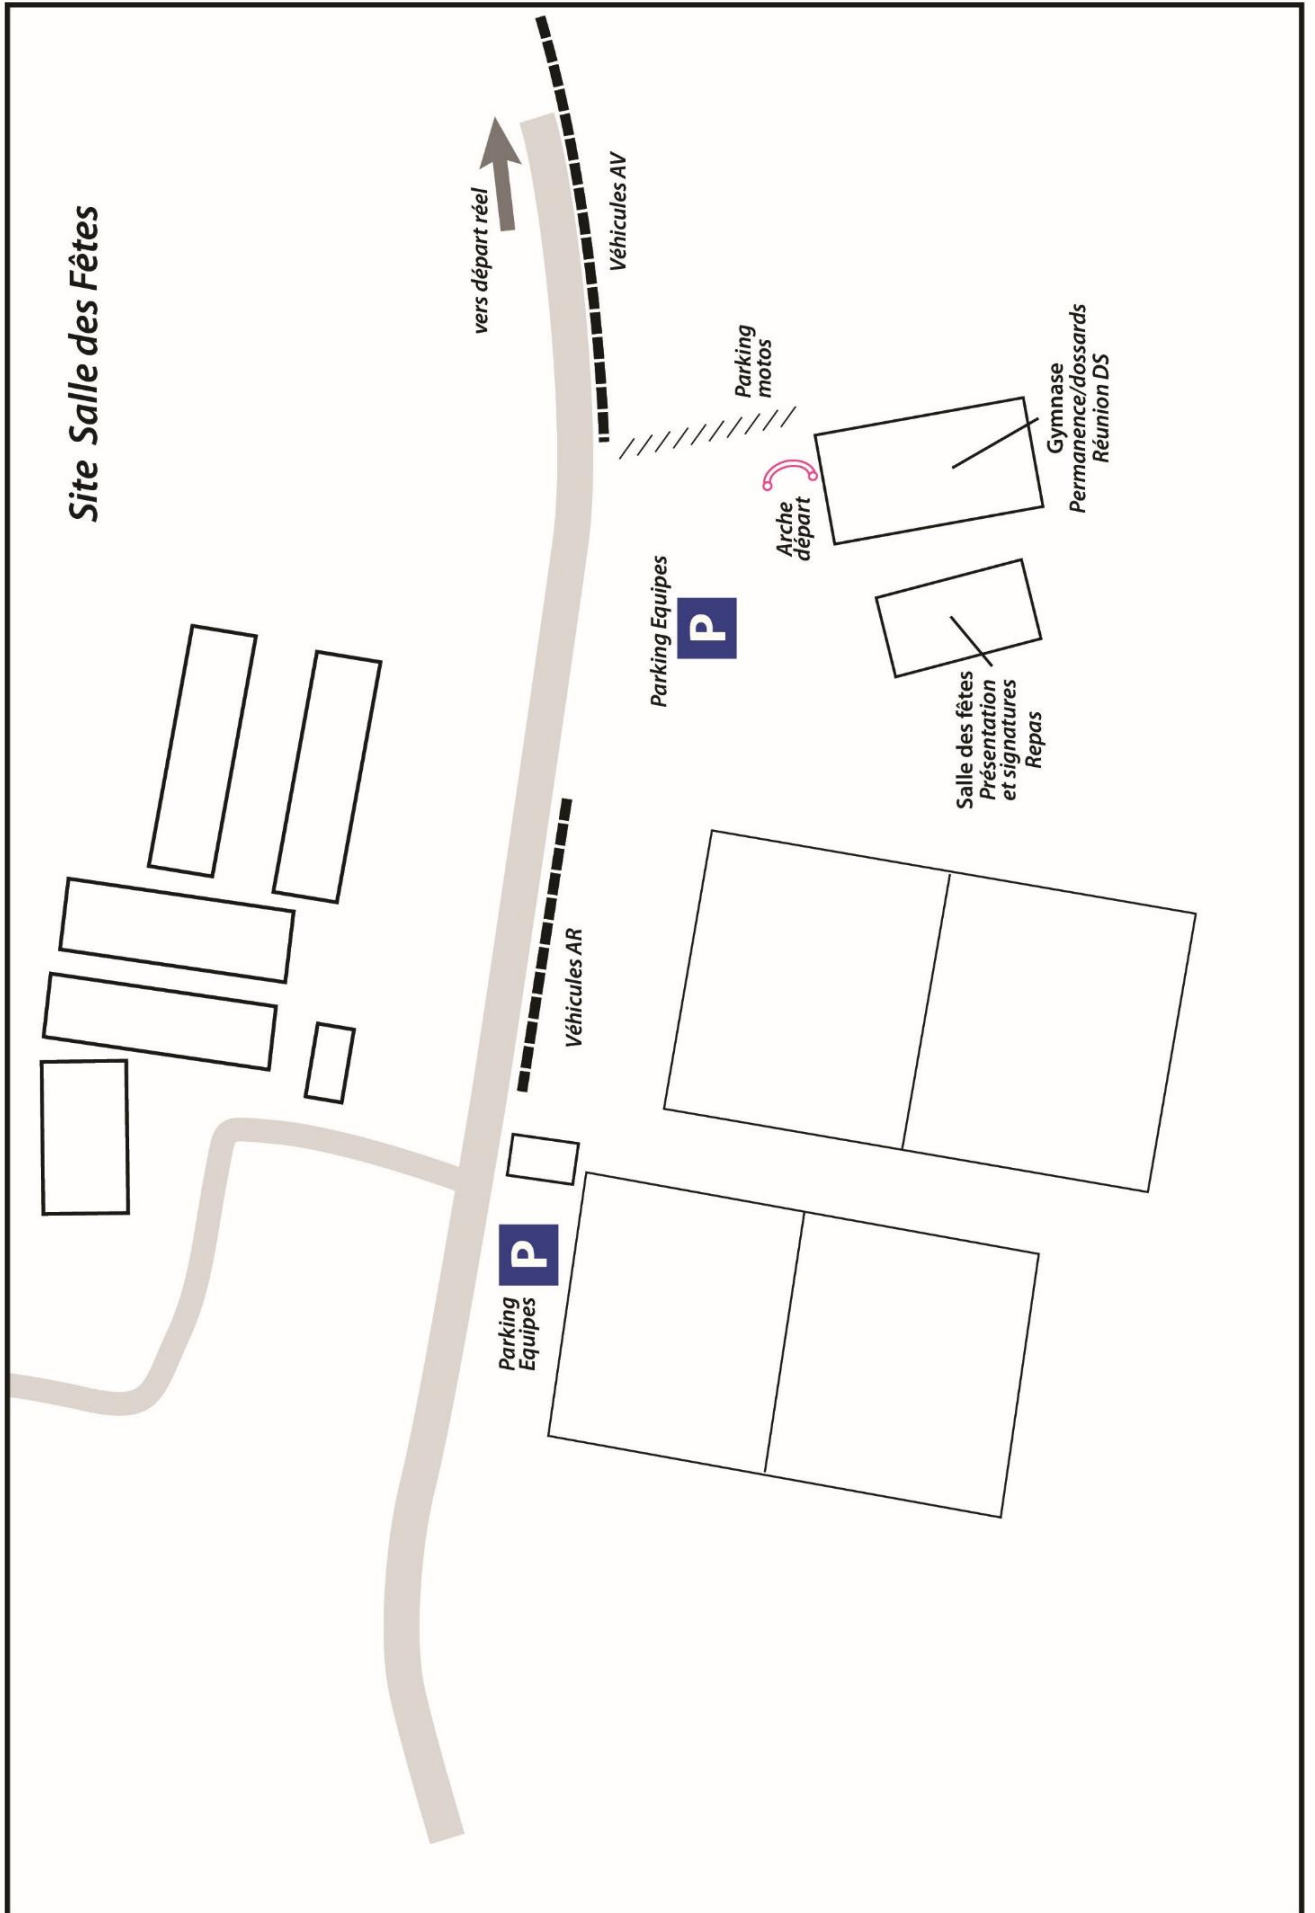 Site Salle des Fêtes
vers départ réel
Véhicules AV
Parking
motos
Arche
départ
Gymnase
Permanence/dossards
Réunion DS
Parking Equipes
P
Salle des fêtes
Présentation
et signatures
Repas
Véhicules AR
P
Parking
Equipes